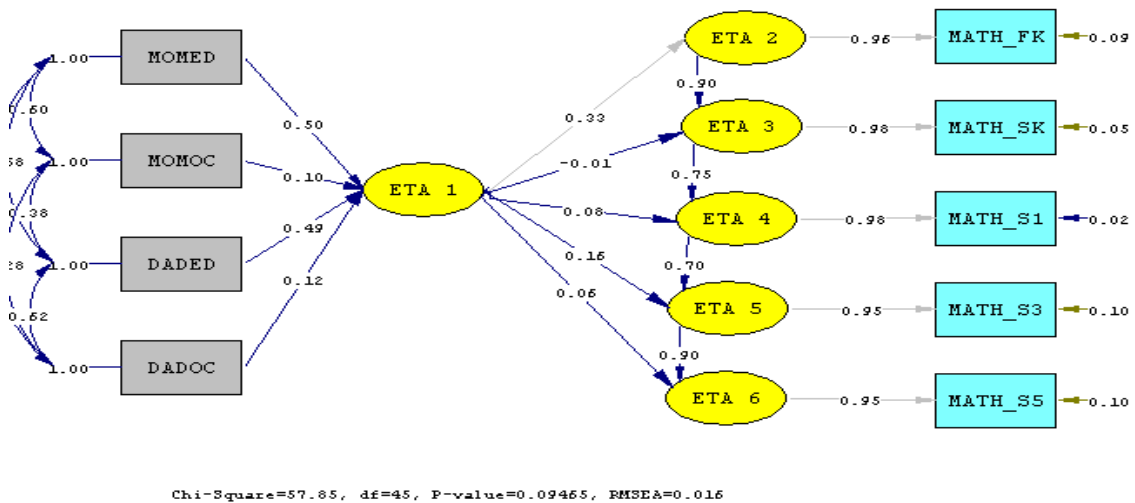 ETA 2
0.96
MATH_FK
0.09
1.00
MOMED
0.90
0.60
0.50
0.33
ETA 3
0.98
MATH_SK
0.05
58
1.00
MOMOC
-0.01
0.10
0.75
ETA 1
0.38
0.49
0.08
ETA 4
0.98
MATH_S1
0.02
28
1.00
DADED
0.15
0.70
0.12
0.05
ETA 5
0.95
MATH_S3
0.10
0.52
0.90
1.00
DADOC
ETA 6
0.95
MATH_S5
0.10
Chi-Square=57.85, df=45, P-value=0.09465, RMSEA=0.016